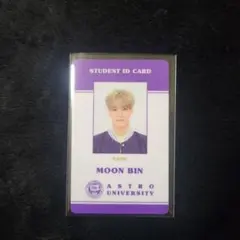 STUDENT ID CARD
MOON BIN
ASTRO
UNIVERSITY